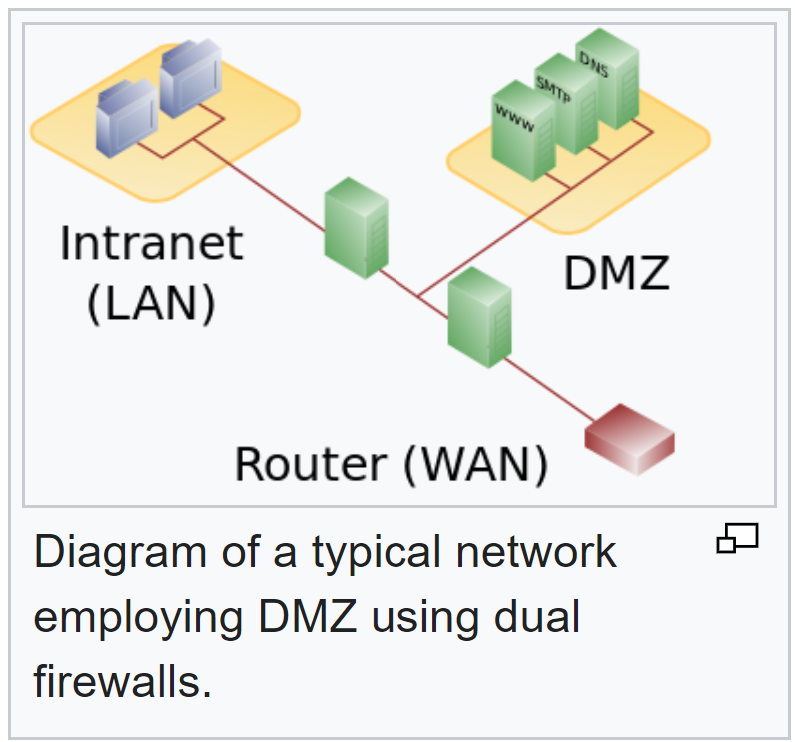 DNS
SMTP
WWW
Intranet
(LAN)
DMZ
Router (WAN)
Diagram of a typical network
employing DMZ using dual
firewalls.